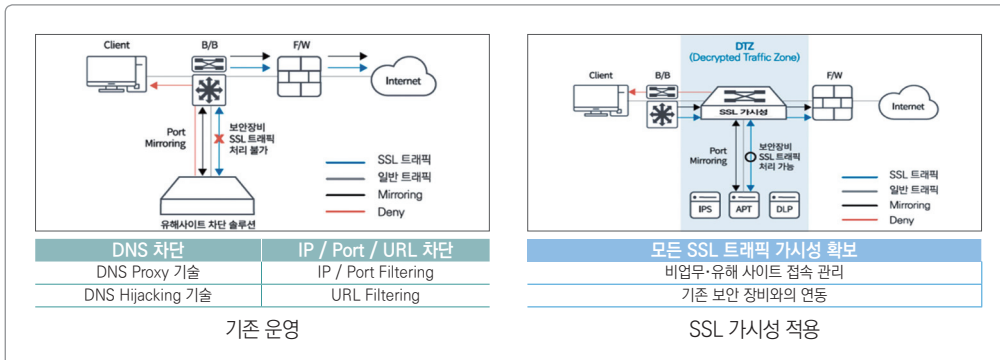 Client
B/B
F/W
Internet
Port
Mirroring
보안장비
SSL 트래픽
처리 불가
유해사이트 차단 솔루션
SSL 트래픽
일반 트래픽
Mirroring
Deny
DNS 차단
IP / Port / URL 차단
DNS Proxy 기술
IP / Port Filtering
DNS Hijacking 기술
URL Filtering
기존 운영
DTZ
(Decrypted Traffic Zone)
Client
B/B
F/W
SSL 가시성
Internet
Port
Mirroring
보안장비
SSL 트래픽
처리 가능
IPS
APT
DLP
SSL 트래픽
일반 트래픽
Mirroring
Deny
모든 SSL 트래픽 가시성 확보
비업무·유해 사이트 접속 관리
기존 보안 장비와의 연동
SSL 가시성 적용